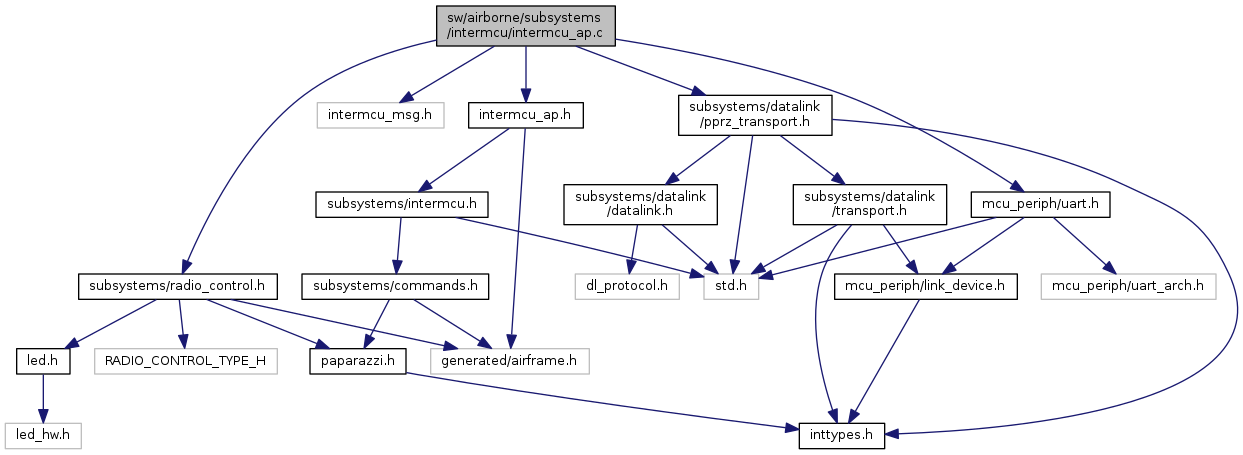 sw/airborne/subsystems
/intermcu/intermcu_ap.c
intermcu_msg.h
intermcu_ap.h
subsystems/datalink
/pprz_transport.h
subsystems/intermcu.h
subsystems/datalink
/datalink.h
subsystems/datalink
/transport.h
mcu_periph/uart.h
subsystems/radio_control.h
subsystems/commands.h
dl_protocol.h
std.h
mcu_periph/link_device.h
mcu_periph/uart_arch.h
led.h
RADIO_CONTROL_TYPE_H
paparazzi.h
generated/airframe.h
led_hw.h
inttypes.h